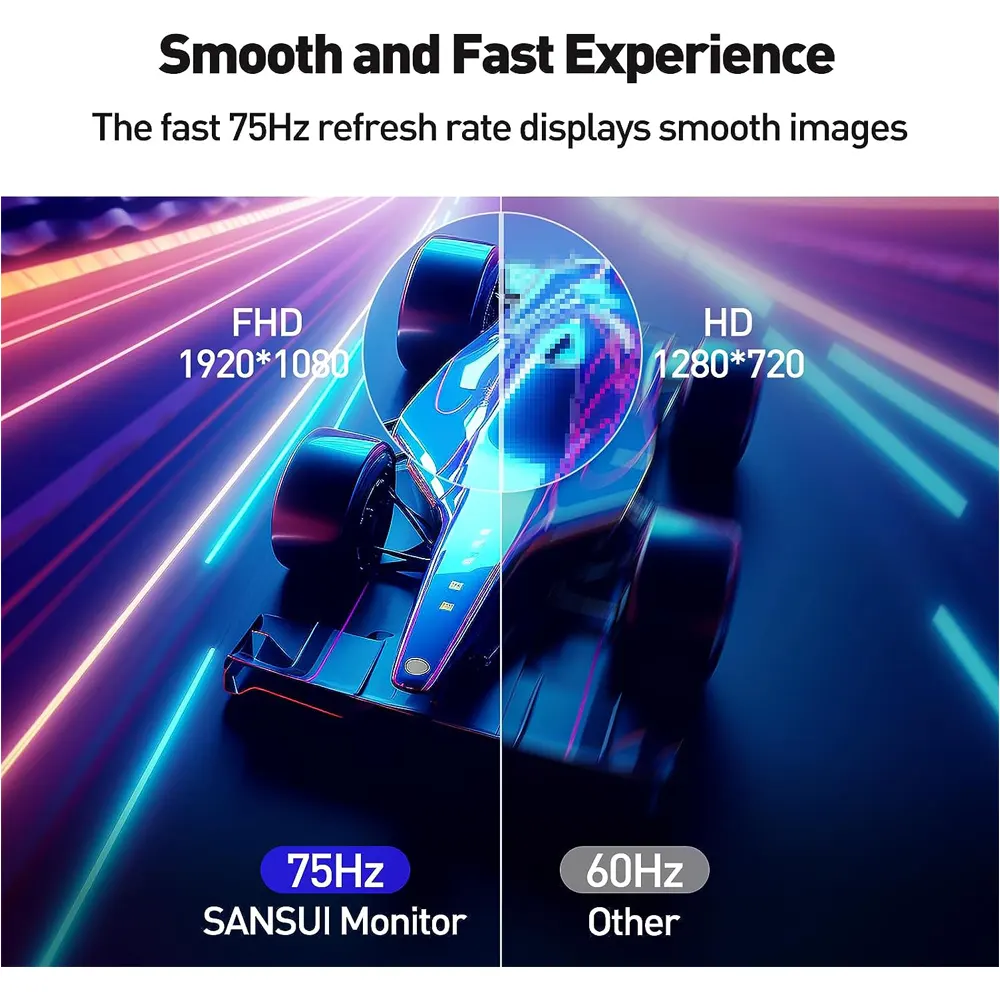 Smooth and Fast Experience
The fast 75Hz refresh rate displays smooth images
FHD
1920*1080
HD
1280*720
75Hz
SANSUI Monitor
60Hz
Other